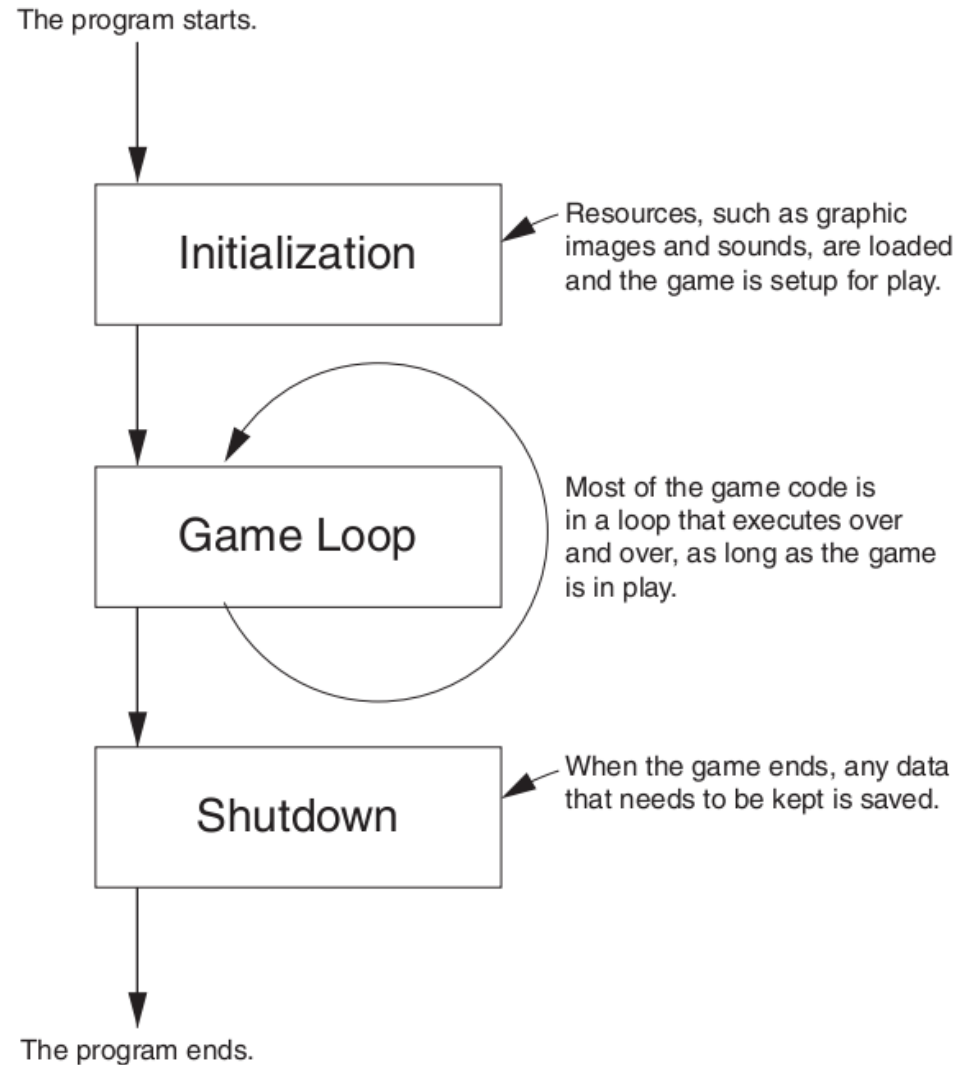 The program starts.
Initialization
Resources, such as graphic
images and sounds, are loaded
and the game is setup for play.
Game Loop
Most of the game code is
in a loop that executes over
and over, as long as the game
is in play.
Shutdown
When the game ends, any data
that needs to be kept is saved.
The program ends.